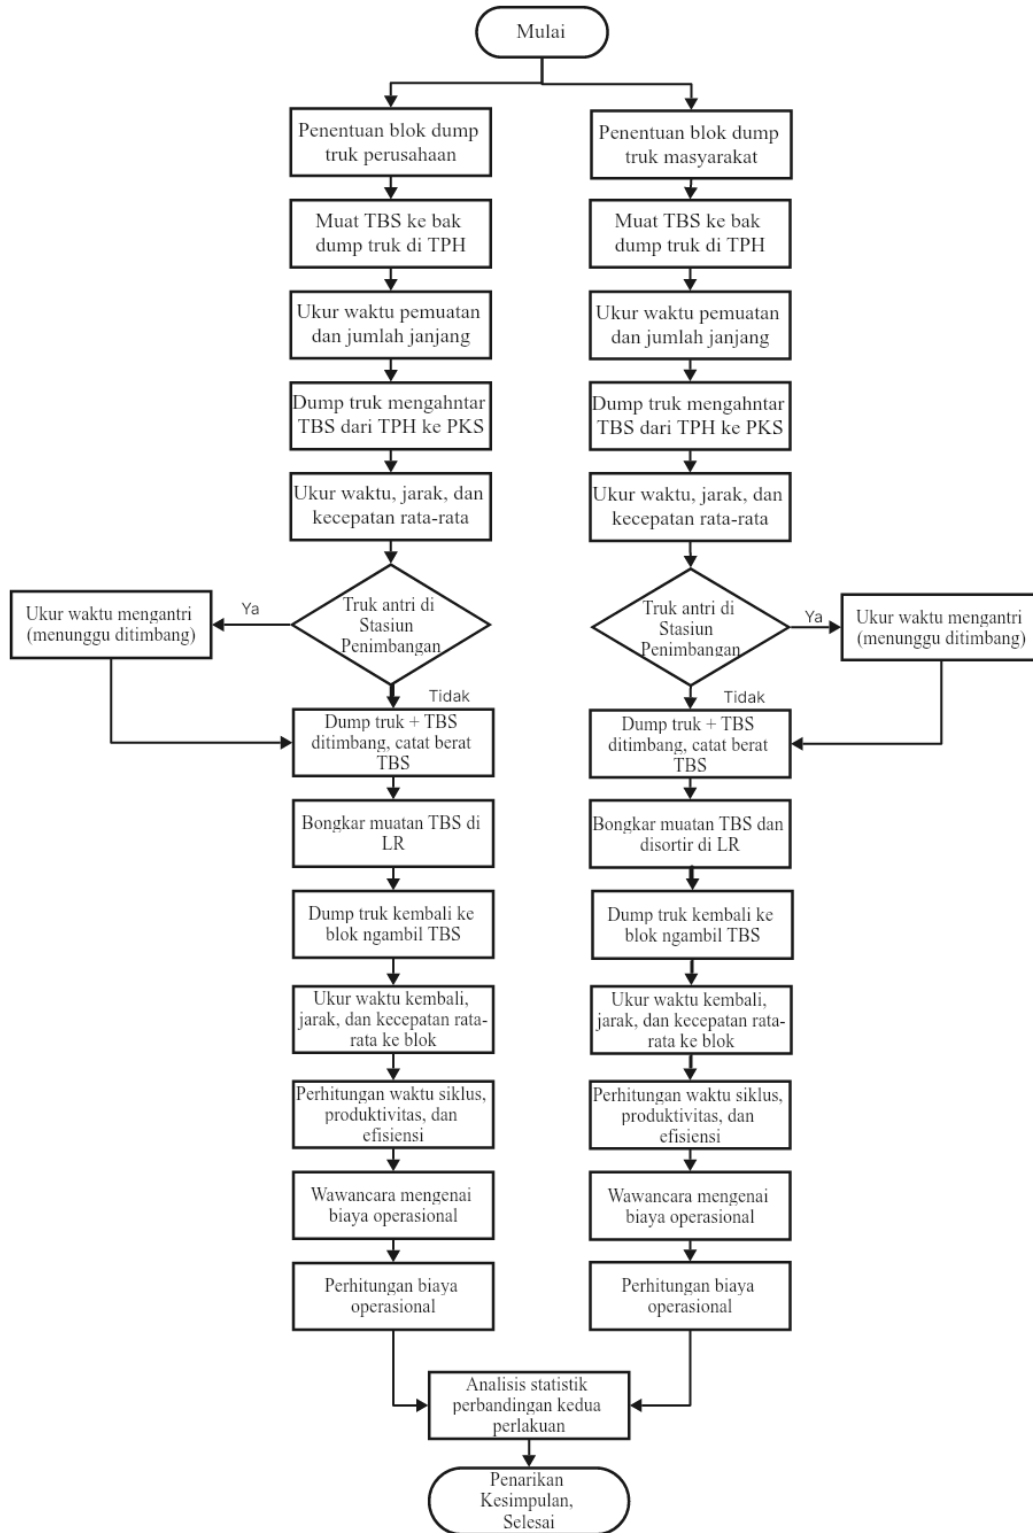 Mulai
Penentuan blok dump
truk perusahaan
Penentuan blok dump
truk masyarakat
Muat TBS ke bak
dump truk di TPH
Muat TBS ke bak
dump truk di TPH
Ukur waktu pemuatan
dan jumlah janjang
Ukur waktu pemuatan
dan jumlah janjang
Dump truk mengahntar
TBS dari TPH ke PKS
Dump truk mengahntar
TBS dari TPH ke PKS
Ukur waktu, jarak, dan
kecepatan rata-rata
Ukur waktu, jarak, dan
kecepatan rata-rata
Ukur waktu mengantri
(menunggu ditimbang)
Ya
Truk antri di
Stasiun
Penimbangan
Tidak
Truk antri di
Stasiun
Penimbangan
Ya
Tidak
Ukur waktu mengantri
(menunggu ditimbang)
Dump truk + TBS
ditimbang, catat berat
TBS
Dump truk + TBS
ditimbang, catat berat
TBS
Bongkar muatan TBS di
LR
Bongkar muatan TBS dan
disortir di LR
Dump truk kembali ke
blok ngambil TBS
Dump truk kembali ke
blok ngambil TBS
Ukur waktu kembali,
jarak, dan kecepatan rata-
rata ke blok
Ukur waktu kembali,
jarak, dan kecepatan rata-
rata ke blok
Perhitungan waktu siklus,
produktivitas, dan
efisiensi
Perhitungan waktu siklus,
produktivitas, dan
efisiensi
Wawancara mengenai
biaya operasional
Wawancara mengenai
biaya operasional
Perhitungan biaya
operasional
Perhitungan biaya
operasional
Analisis statistik
perbandingan kedua
perlakuan
Penarikan
Kesimpulan,
Selesai